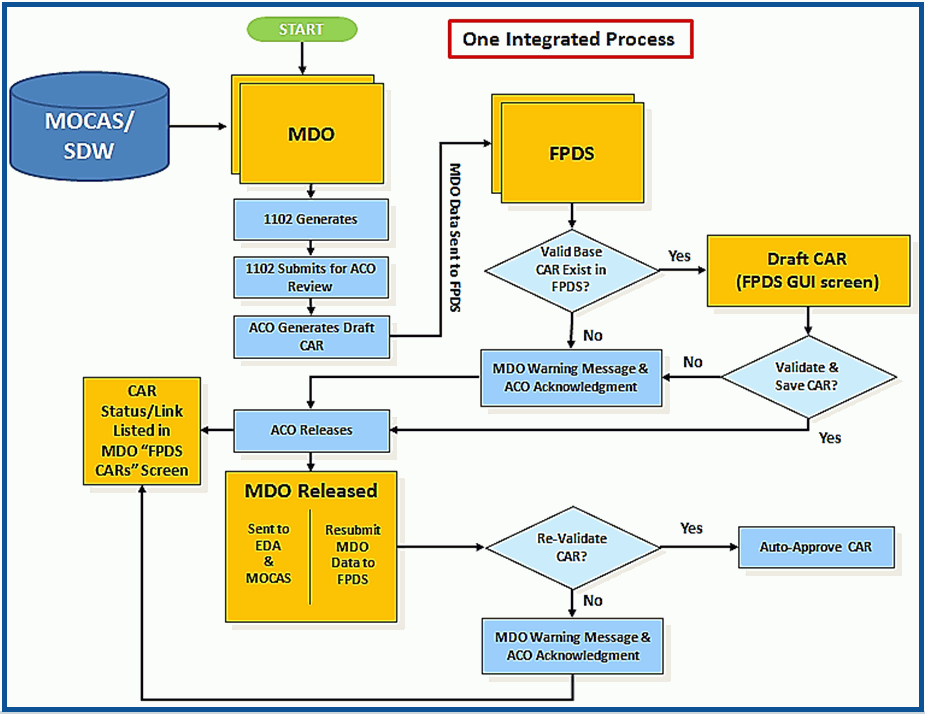 START
One Integrated Process
MOCAS/
SDW
MDO
FPDS
MDO Data Sent to FPDS
1102 Generates
1102 Submits for ACO
Review
ACO Generates Draft
CAR
Valid Base
CAR Exist in
FPDS?
Yes
Draft CAR
(FPDS GUI screen)
No
MDO Warning Message &
ACO Acknowledgment
No
Validate &
Save CAR?
Yes
CAR
Status/Link
Listed in
MDO “FPDS
CARs” Screen
ACO Releases
MDO Released
Sent to
EDA
&
MOCAS
Resubmit
MDO
Data to
FPDS
Re-Validate
CAR?
Yes
Auto-Approve CAR
No
MDO Warning Message &
ACO Acknowledgment